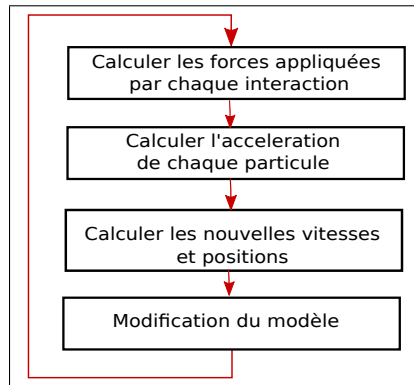 Calculer les forces appliquées
par chaque interaction
Calculer l'acceleration
de chaque particule
Calculer les nouvelles vitesses
et positions
Modification du modèle